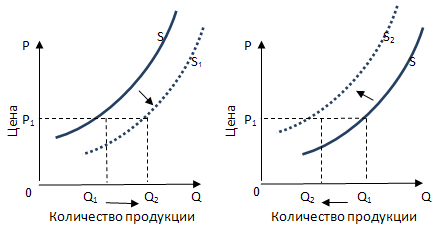 P
S
S₁
P₁
Цена
0
Q₁
Q₂
Q
Количество продукции
P
S₂
S
P₁
Цена
0
Q₂
Q₁
Q
Количество продукции